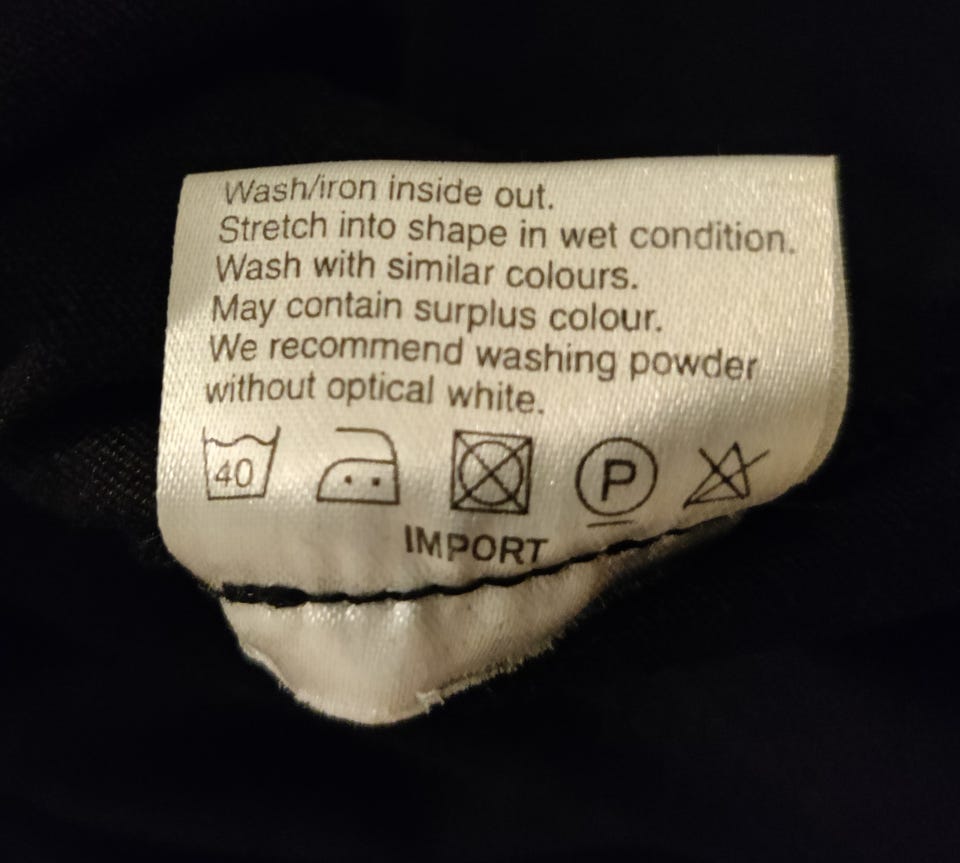 Wash/iron inside out.
Stretch into shape in wet condition.
Wash with similar colours.
May contain surplus colour.
We recommend washing powder
without optical white.
40 P
IMPORT